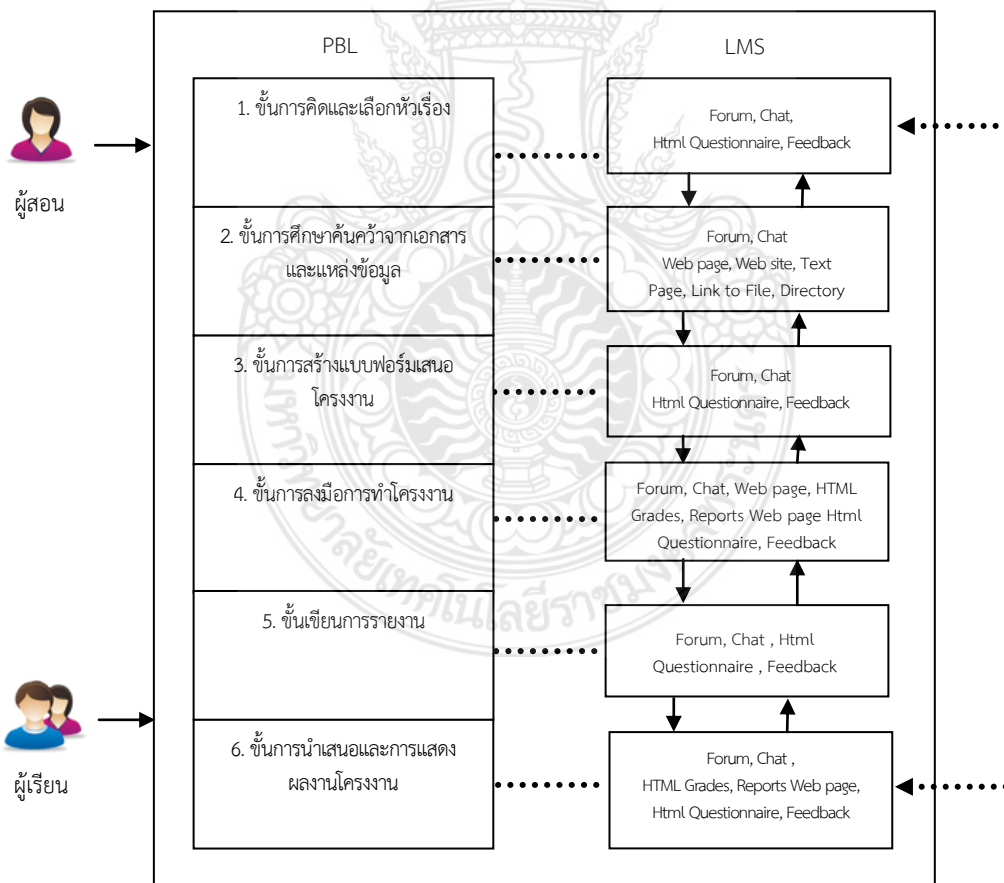 PBL
LMS
1. ขั้นการคิดและเลือกหัวเรื่อง
Forum, Chat,
Html Questionnaire, Feedback
ผู้สอน
2. ขั้นการศึกษาค้นคว้าจากเอกสาร
และแหล่งข้อมูล
Forum, Chat
Web page, Web site, Text
Page, Link to File, Directory
3. ขั้นการสร้างแบบฟอร์มเสนอ
โครงงาน
Forum, Chat
Html Questionnaire, Feedback
4. ขั้นการลงมือการทำโครงงาน
Forum, Chat, Web page, HTML
Grades, Reports Web page Html
Questionnaire, Feedback
5. ขั้นเขียนการรายงาน
Forum, Chat , Html
Questionnaire , Feedback
6. ขั้นการนำเสนอและการแสดง
ผลงานโครงงาน
Forum, Chat ,
HTML Grades, Reports Web page,
Html Questionnaire, Feedback
ผู้เรียน